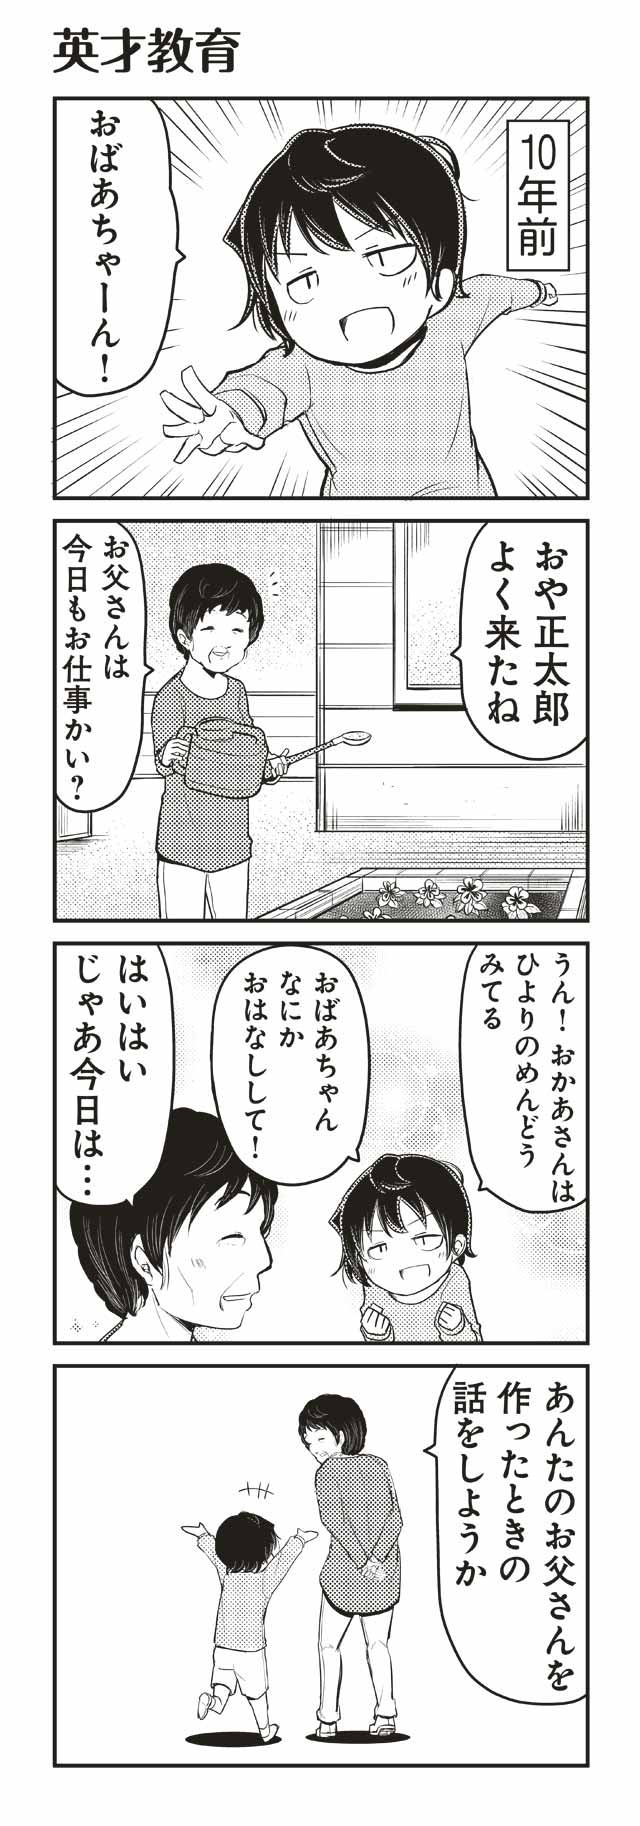 英才教育
10年前
おばあちゃーん!
おや正太郎
よく来たね
お父さんは
今日もお仕事かい?
うん! おかあさんは
ひよりのめんどう
みてる
おばあちゃん
なにか
おはなしして!
はいはい
じゃあ今日は…
あんたのお父さんを
作ったときの
話をしようか